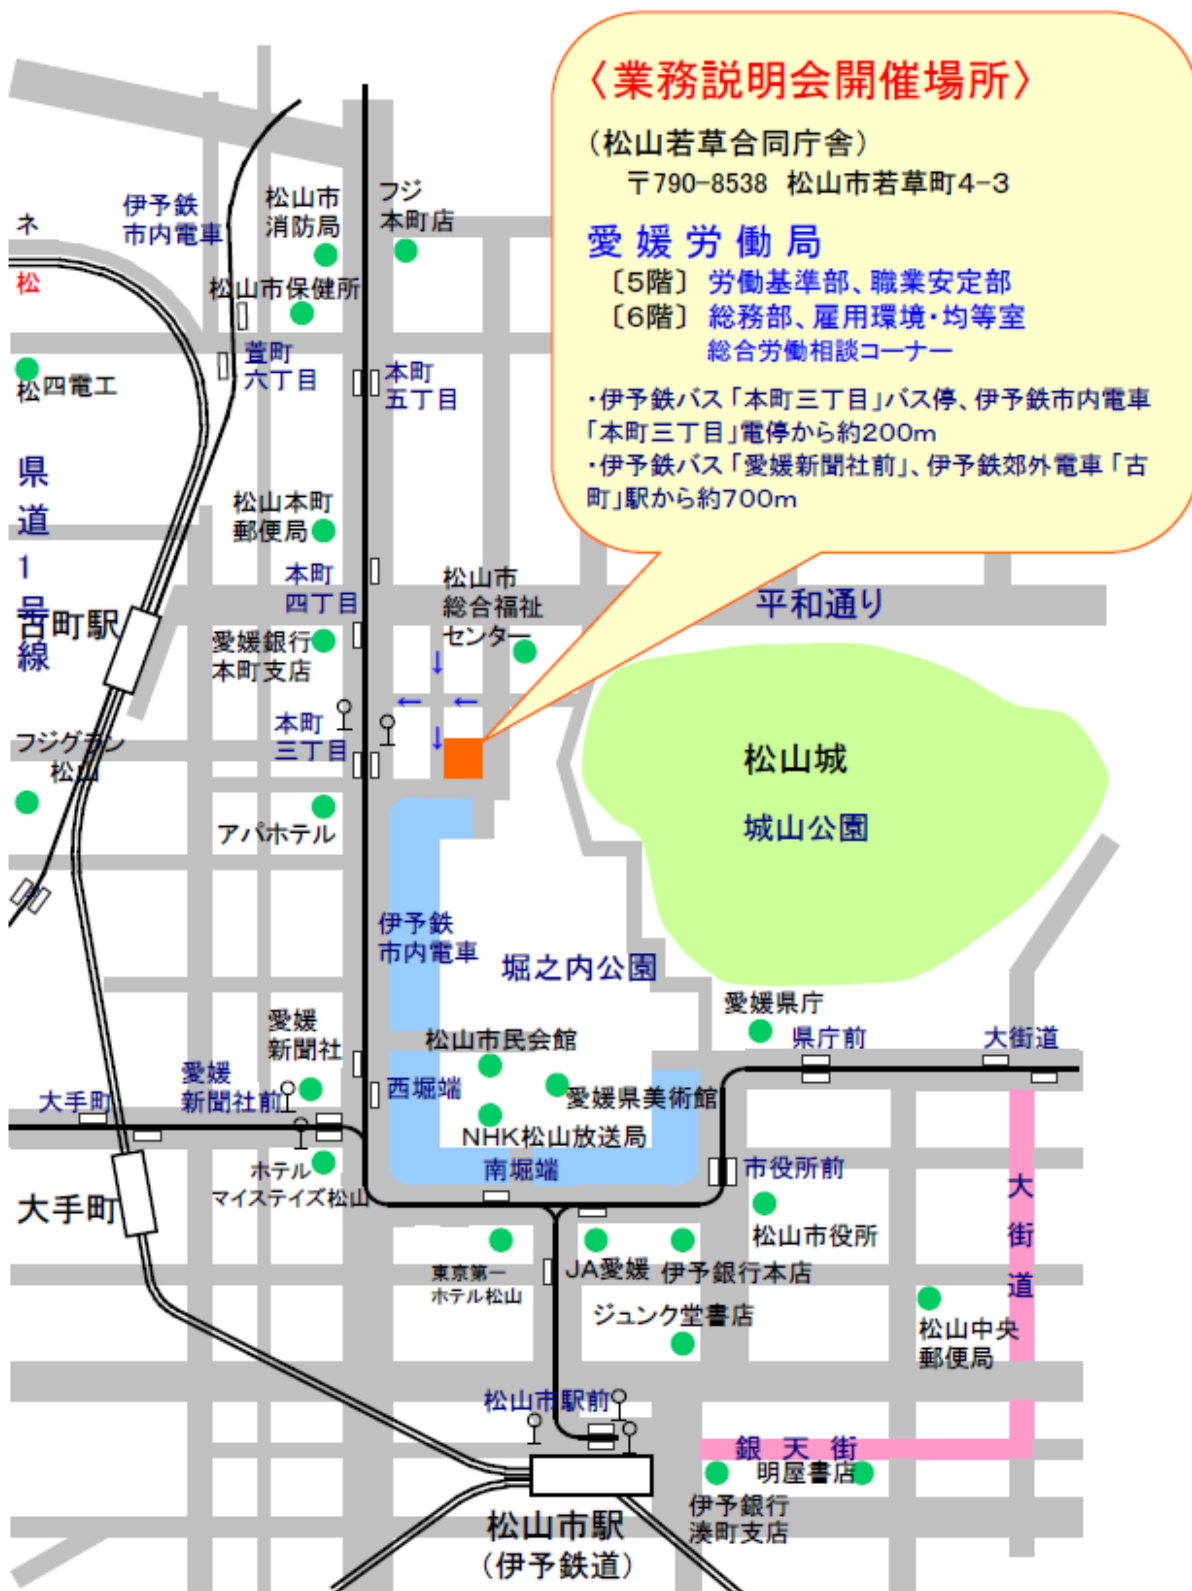 〈業務説明会開催場所〉
(松山若草合同庁舎)
〒790-8538 松山市若草町4-3
愛媛労働局
〔5階〕 労働基準部、職業安定部
〔6階〕 総務部、雇用環境・均等室
総合労働相談コーナー
・伊予鉄バス「本町三丁目」バス停、伊予鉄市内電車
「本町三丁目」電停から約200m
・伊予鉄バス「愛媛新聞社前」、伊予鉄郊外電車「古
町」駅から約700m
伊予鉄
市内電車
松山市
消防局
フジ
本町店
ネ
松
松山市保健所
萱町
六丁目
本町
五丁目
松
四電工
県道1号線
松山本町
郵便局
本町
四丁目
松山市
総合福祉
センター
平和通り
古町駅
愛媛銀行
本町支店
↓
← ←
↓
本町
三丁目
フジグラン
松山
アパホテル
松山城
城山公園
伊予鉄
市内電車
堀之内公園
愛媛
新聞社
松山市民会館
愛媛県庁
県庁前
大街道
大手町
愛媛
新聞社前
西堀端
愛媛県美術館
NHK松山放送局
南堀端
市役所前
ホテル
マイステイズ松山
大手町
松山市役所
大街道
東京第一
ホテル松山
JA愛媛
伊予銀行本店
ジュンク堂書店
松山中央
郵便局
松山市駅前
銀天街
明屋書店
伊予銀行
湊町支店
松山市駅
(伊予鉄道)